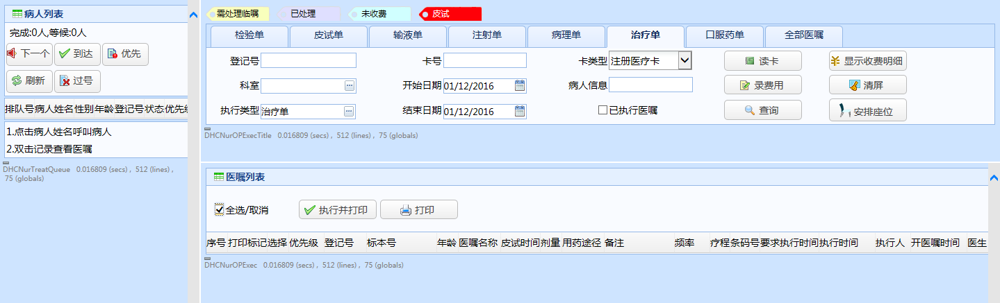 病人列表
完成:0人,等候:0人
下一个 到达 优先
刷新 过号
排队号 病人姓名 性别 年龄 登记号 状态 优先级
1.点击病人姓名呼叫病人
2.双击记录查看医嘱
DHCNurTreatQueue 0.016809 (secs) , 512 (lines) ,
75 (globals)
需处理临嘱 已处理 未收费 皮试
检验单 皮试单 输液单 注射单 病理单 治疗单 口服药单 全部医嘱
登记号 卡号 卡类型 注册医疗卡 读卡 显示收费明细
科室 开始日期 01/12/2016 病人信息 录费用 清屏
执行类型 治疗单 结束日期 01/12/2016 已执行医嘱 查询 安排座位
DHCNurOPExecTitle 0.016809 (secs) , 512 (lines) , 75 (globals)
医嘱列表
全选/取消 执行并打印 打印
序号 打印标记 选择 优先级 登记号 标本号 年龄 医嘱名称 皮试时间 剂量 用药途径 备注 频率 疗程 条码号 要求执行时间 执行时间 执行人 开医嘱时间 医生
DHCNurOPExec 0.016809 (secs) , 512 (lines) , 75 (globals)